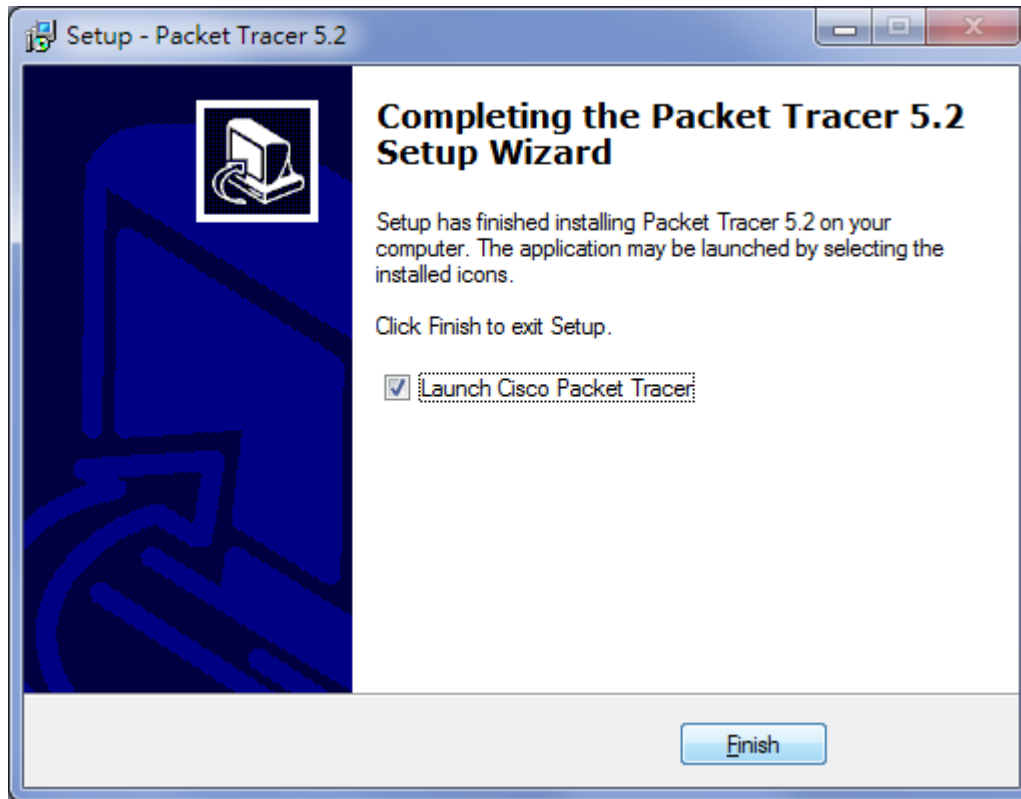 Setup - Packet Tracer 5.2
Completing the Packet Tracer 5.2
Setup Wizard
Setup has finished installing Packet Tracer 5.2 on your
computer. The application may be launched by selecting the
installed icons.
Click Finish to exit Setup.
Launch Cisco Packet Tracer
Finish